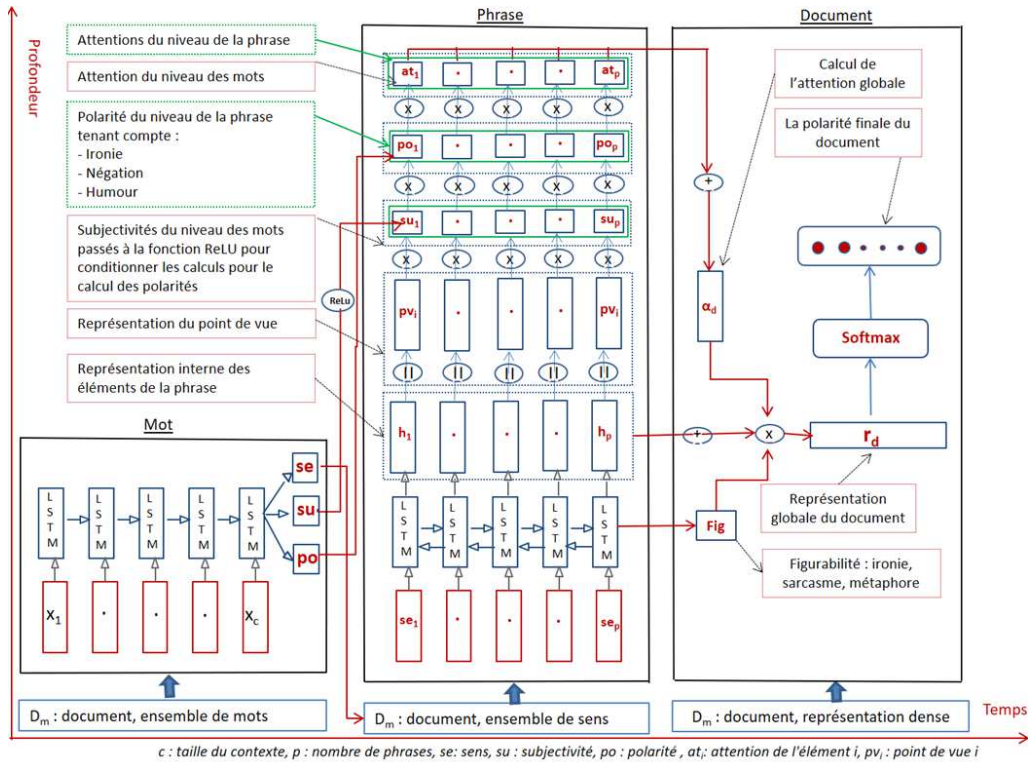 Phrase
Document
Profondeur
Attentions du niveau de la phrase
Attention du niveau des mots
Polarité du niveau de la phrase
tenant compte :
- Ironie
- Négation
- Humour
Subjectivités du niveau des mots
passés à la fonction ReLU pour
conditionner les calculs pour le
calcul des polarités
Représentation du point de vue
Représentation interne des
éléments de la phrase
Mot
se
su
po
LSTM LSTM LSTM LSTM LSTM
x1 · · · xc
Dm : document, ensemble de mots
ReLu
at1 · · · atp
x x x x x
po1 · · · pop
x x x x x
su1 · · · sup
x x x x x
pvi · · · pvi
|| || || || ||
h1 · · · hp
LSTM LSTM LSTM LSTM LSTM
se1 · · · sep
Dm : document, ensemble de sens
Calcul de
l'attention globale
La polarité finale du
document
+
αd
Softmax
+
x
rd
Fig
Représentation
globale du document
Figurabilité : ironie,
sarcasme, métaphore
Dm : document, représentation dense
Temps
c : taille du contexte, p : nombre de phrases, se: sens, su : subjectivité, po : polarité , ati: attention de l'élément i, pvi : point de vue i